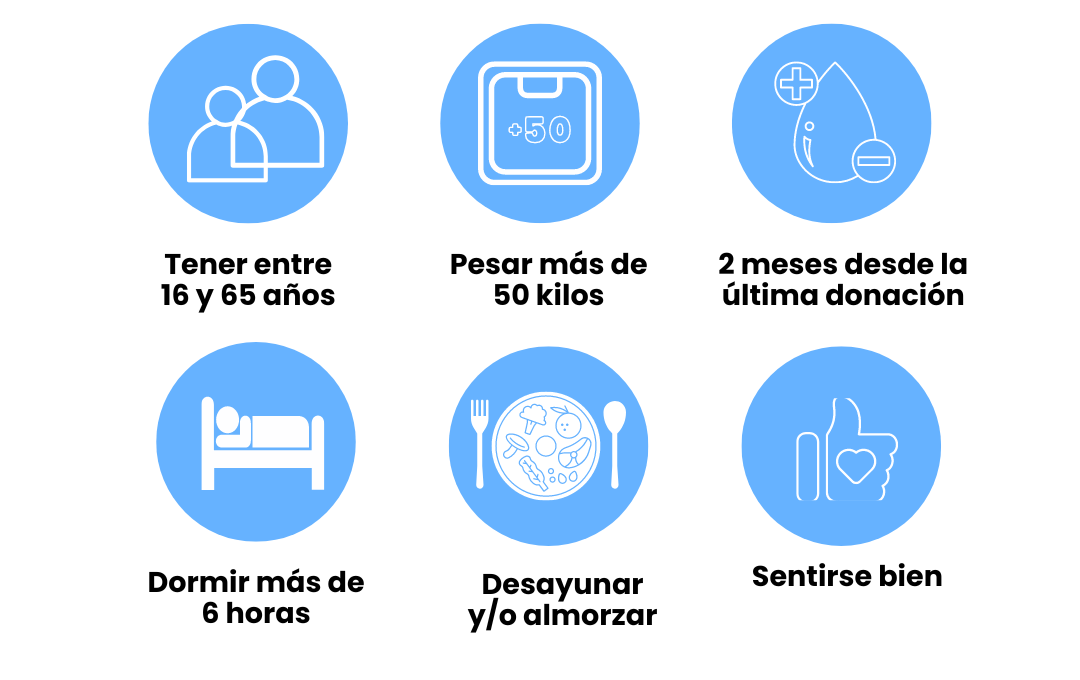 +50
Tener entre
16 y 65 años
Pesar más de
50 kilos
2 meses desde la
última donación
Dormir más de
6 horas
Desayunar
y/o almorzar
Sentirse bien